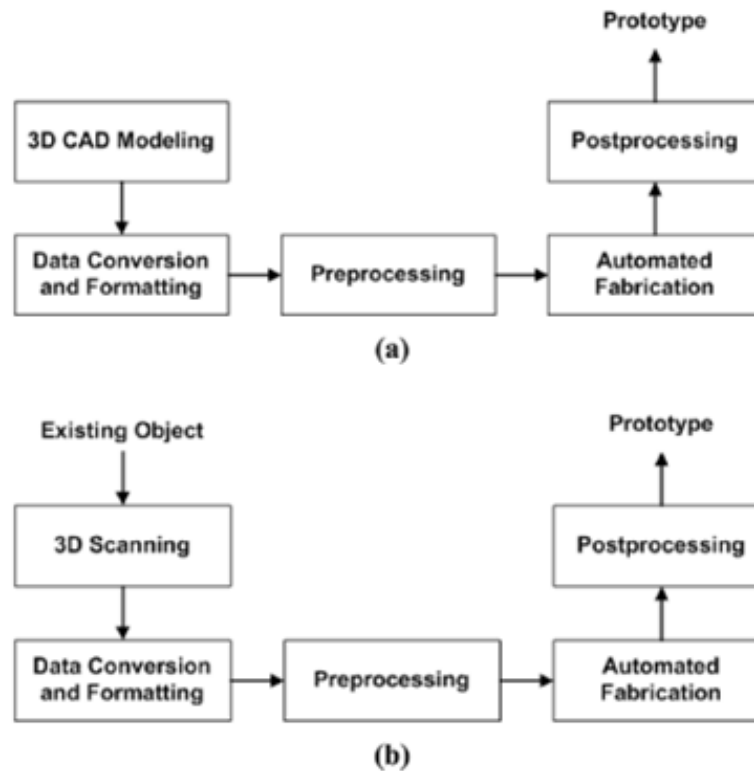 Prototype
3D CAD Modeling
Postprocessing
Data Conversion
and Formatting
Preprocessing
Automated
Fabrication
(a)
Existing Object
Prototype
3D Scanning
Postprocessing
Data Conversion
and Formatting
Preprocessing
Automated
Fabrication
(b)